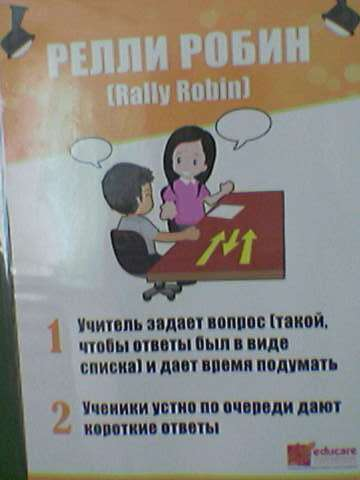 РЕЛЛИ РОБИН
(Rally Robin)
1 Учитель задает вопрос (такой,
чтобы ответы был в виде
списка) и дает время подумать
2 Ученики устно по очереди дают
короткие ответы
educare